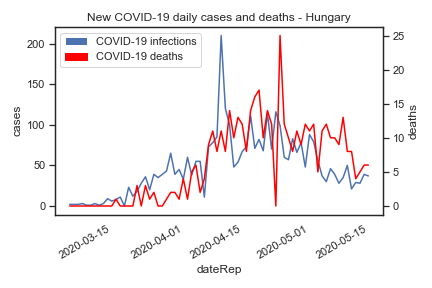 New COVID-19 daily cases and deaths - Hungary
COVID-19 infections
COVID-19 deaths
200
150
100
50
0
cases
25
20
15
10
5
0
deaths
2020-03-15
2020-04-01
2020-04-15
2020-05-01
2020-05-15
dateRep